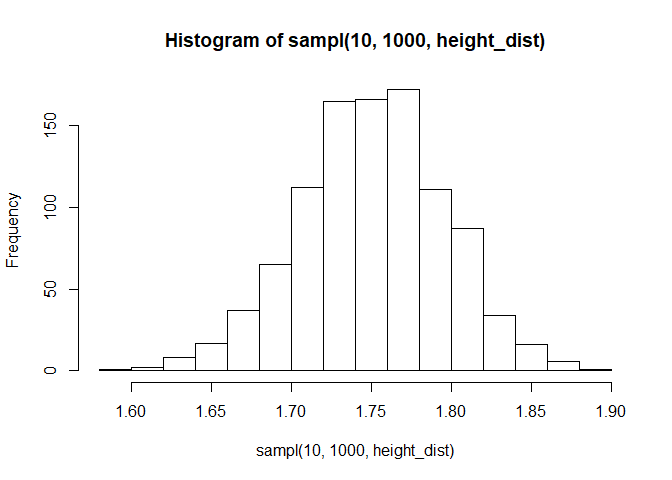 Histogram of sampl(10, 1000, height_dist)
Frequency
150
100
50
0
1.60 1.65 1.70 1.75 1.80 1.85 1.90
sampl(10, 1000, height_dist)